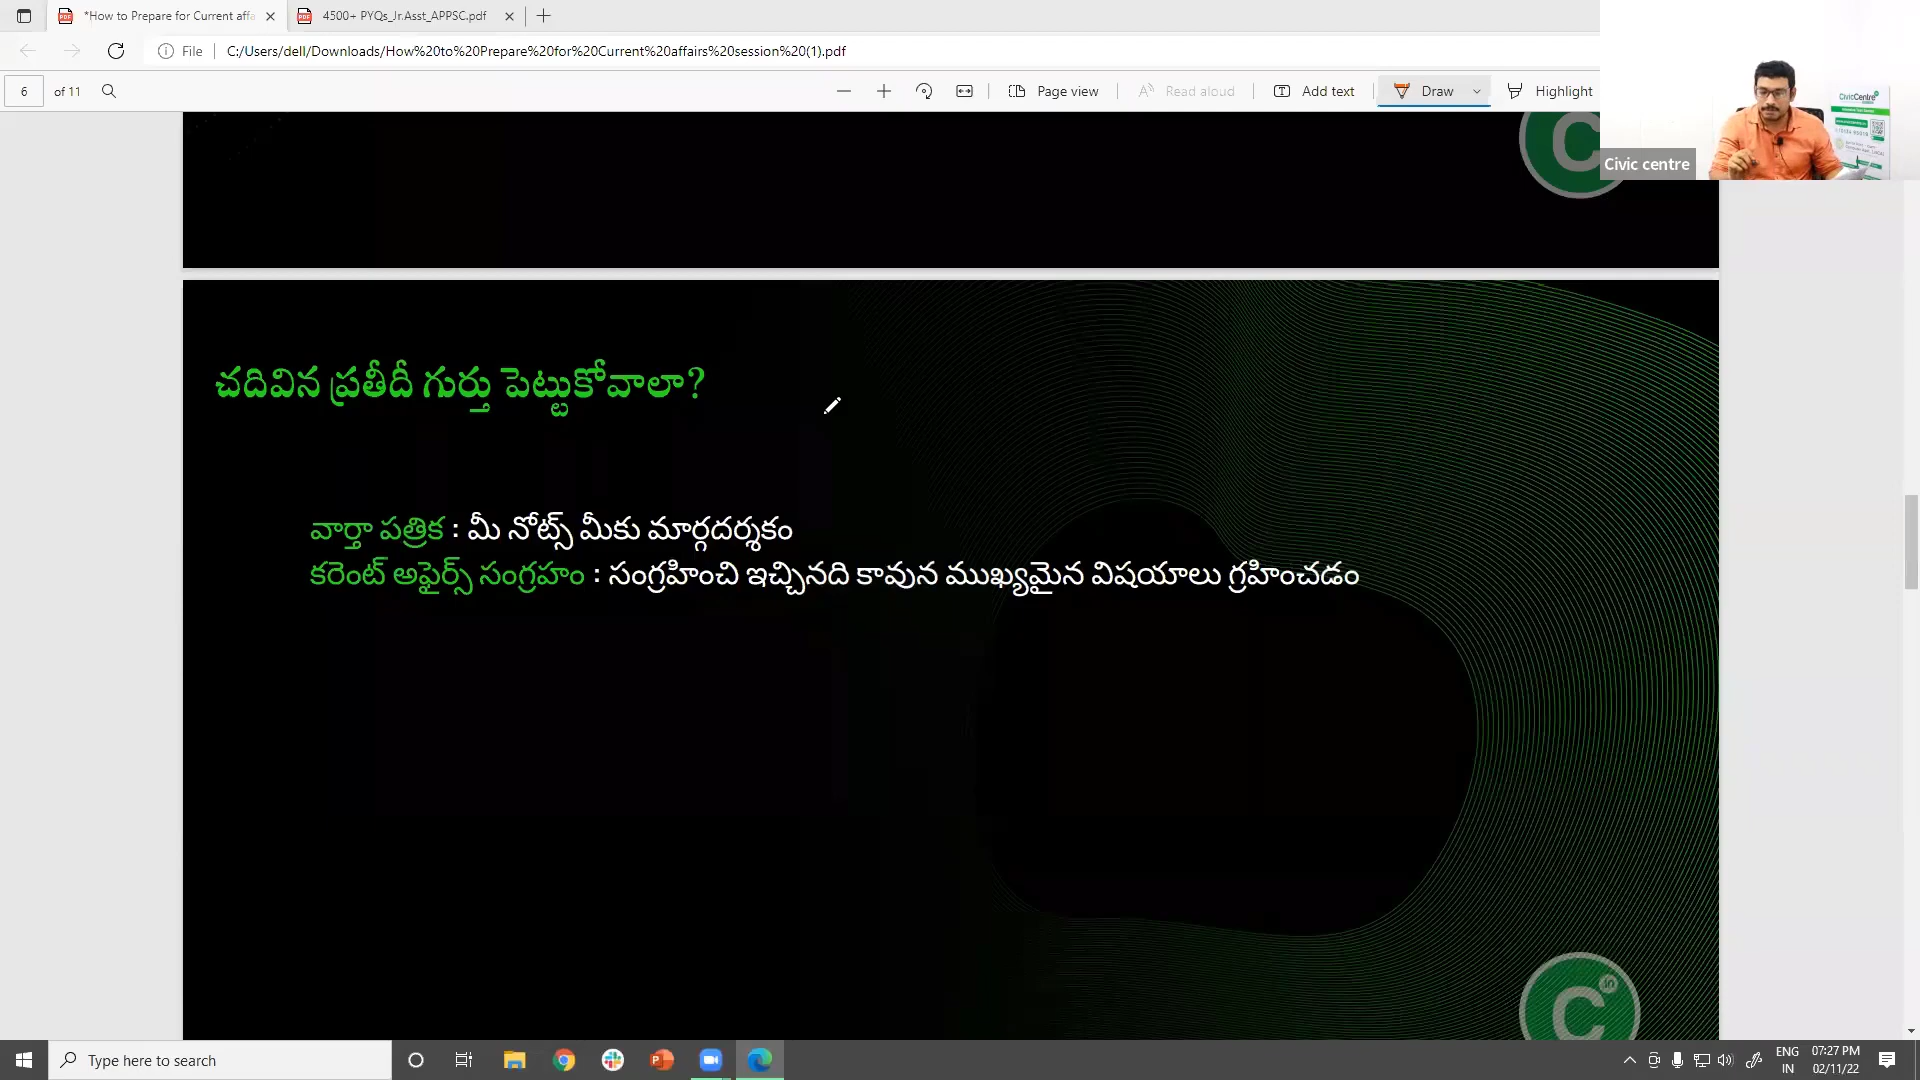 *How to Prepare for Current affa
4500+ PYQs_Jr.Asst_APPSC.pdf
File
C:/Users/dell/Downloads/How%20to%20Prepare%20for%20Current%20affairs%20session%20(1).pdf
6 of 11
Page view
Read aloud
Add text
Draw
Highlight
CivicCentre
Civic centre
చదివిన ప్రతీదీ గుర్తు పెట్టుకోవాలా?
వార్తా పత్రిక : మీ నోట్స్ మీకు మార్గదర్శకం
కరెంట్ అఫైర్స్ సంగ్రహం : సంగ్రహించి ఇచ్చినది కావున ముఖ్యమైన విషయాలు గ్రహించడం
C
C
.in
Type here to search
ENG
IN
07:27 PM
02/11/22